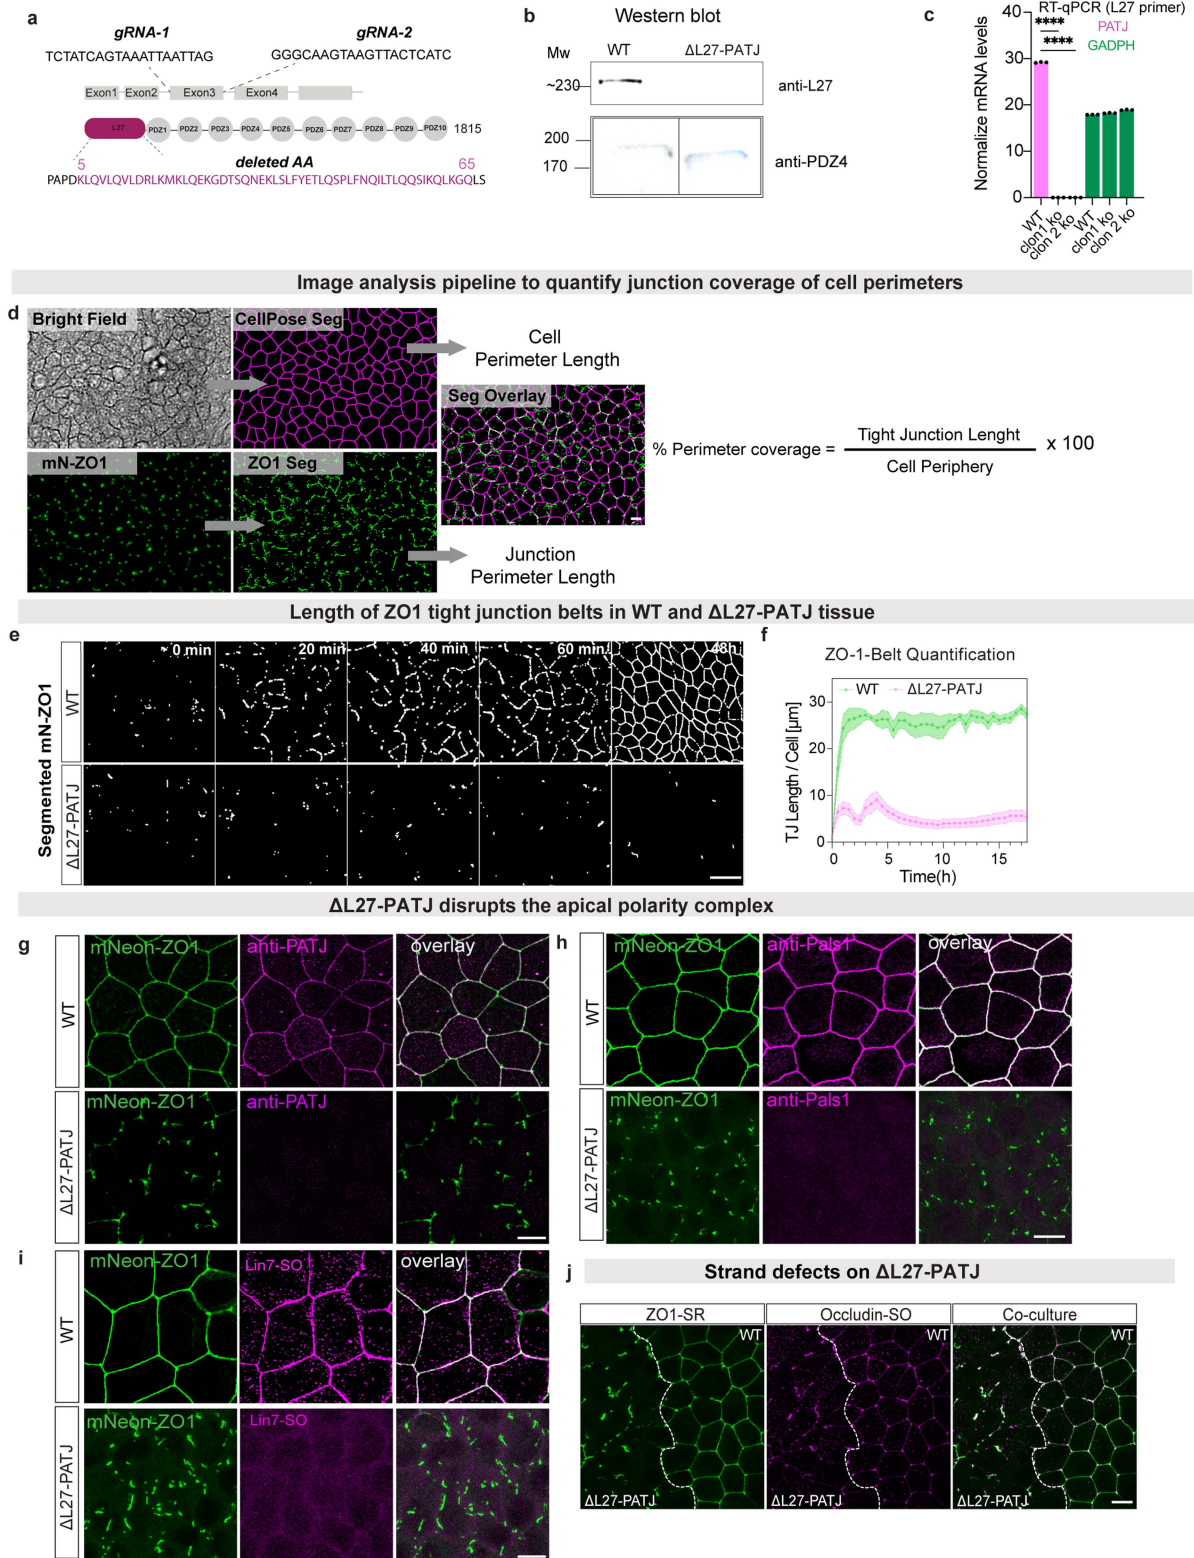 a
gRNA-1
gRNA-2
TCTATCAGTAAATTAATTAG
GGGCAAGTAAGTTACTCATC
Exon1 Exon2 Exon3 Exon4
L27 PDZ1 PDZ2 PDZ3 PDZ4 PDZ5 PDZ6 PDZ7 PDZ8 PDZ9 PDZ10 1815
5 deleted AA 65
PAPDKLQVLQVLDRLKMKLQEKGDTSQNEKLSLFYETLQSPLFNQILTLQQSIKQLKGQLS
b
Western blot
Mw WT ΔL27-PATJ
~230 anti-L27
200
170
anti-PDZ4
c
RT-qPCR (L27 primer)
PATJ
GADPH
****
****
Normalize mRNA levels
40
30
20
10
0
WT
clon1 ko
clon 2 ko
WT
clon1 ko
clon 2 ko
Image analysis pipeline to quantify junction coverage of cell perimeters
d
Bright Field
CellPose Seg
Cell
Perimeter Length
mN-ZO1
ZO1 Seg
Seg Overlay
Junction
Perimeter Length
% Perimeter coverage =
Tight Junction Lenght
Cell Periphery
x 100
Length of ZO1 tight junction belts in WT and ΔL27-PATJ tissue
e
Segmented mN-ZO1
WT
ΔL27-PATJ
~ 0 min
20 min
40 min
60 min
48h
f
ZO-1-Belt Quantification
WT ΔL27-PATJ
TJ Length / Cell [μm]
30
20
10
0
0 5 10 15
Time(h)
ΔL27-PATJ disrupts the apical polarity complex
g
WT
mNeon-ZO1 anti-PATJ overlay
ΔL27-PATJ
mNeon-ZO1 anti-PATJ
h
WT
mNeon-ZO1 anti-Pals1 overlay
ΔL27-PATJ
mNeon-ZO1 anti-Pals1
i
WT
mNeon-ZO1 Lin7-SO overlay
ΔL27-PATJ
mNeon-ZO1 Lin7-SO
j
Strand defects on ΔL27-PATJ
ZO1-SR Occludin-SO Co-culture
WT WT WT
ΔL27-PATJ ΔL27-PATJ ΔL27-PATJ